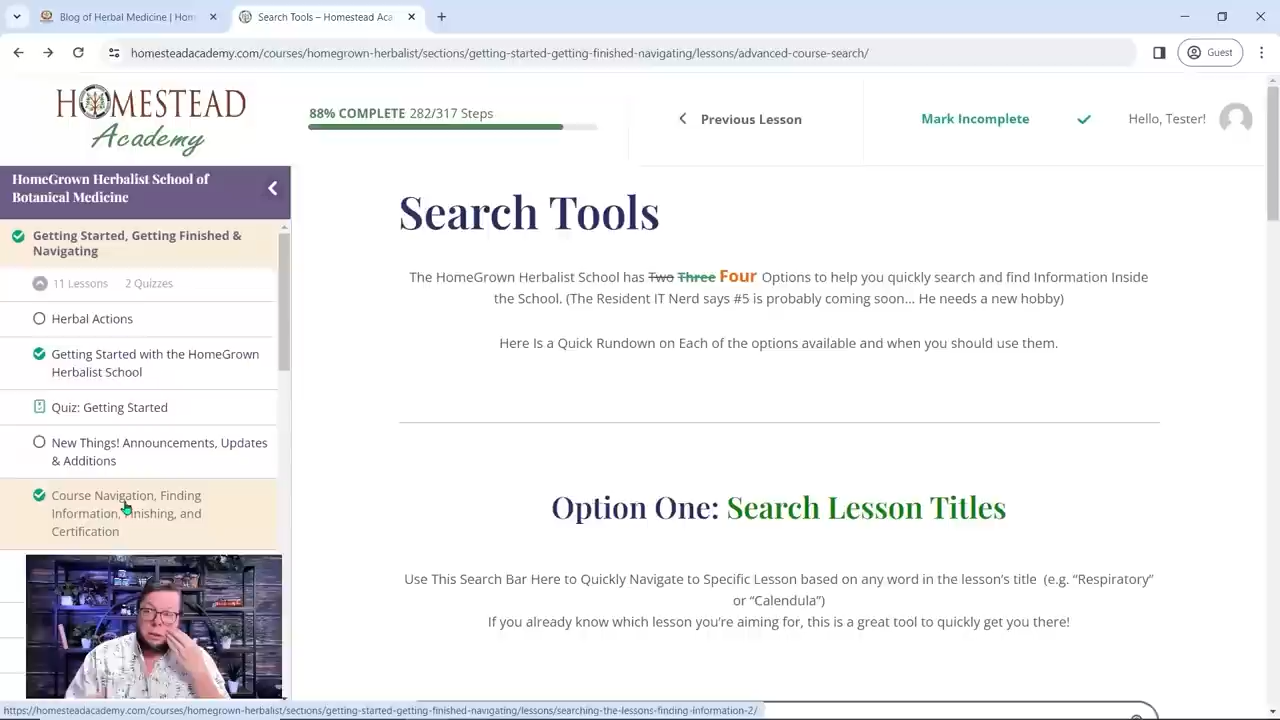 Blog of Herbal Medicine | Hom
Search Tools – Homestead Aca
homesteadacademy.com/courses/homegrown-herbalist/sections/getting-started-getting-finished-navigating/lessons/advanced-course-search/
Guest
HOMESTEAD
Academy
88% COMPLETE 282/317 Steps
Previous Lesson
Mark Incomplete
Hello, Tester!
HomeGrown Herbalist School of
Botanical Medicine
Getting Started, Getting Finished &
Navigating
11 Lessons 2 Quizzes
Herbal Actions
Getting Started with the HomeGrown
Herbalist School
Quiz: Getting Started
New Things! Announcements, Updates
& Additions
Course Navigation, Finding
Information, Finishing, and
Certification
Search Tools
The HomeGrown Herbalist School has Two Three Four Options to help you quickly search and find Information Inside
the School. (The Resident IT Nerd says #5 is probably coming soon... He needs a new hobby)
Here Is a Quick Rundown on Each of the options available and when you should use them.
Option One: Search Lesson Titles
Use This Search Bar Here to Quickly Navigate to Specific Lesson based on any word in the lesson's title (e.g. “Respiratory”
or “Calendula”)
If you already know which lesson you're aiming for, this is a great tool to quickly get you there!
https://homesteadacademy.com/courses/homegrown-herbalist/sections/getting-started-getting-finished-navigating/lessons/searching-the-lessons-finding-information-2/